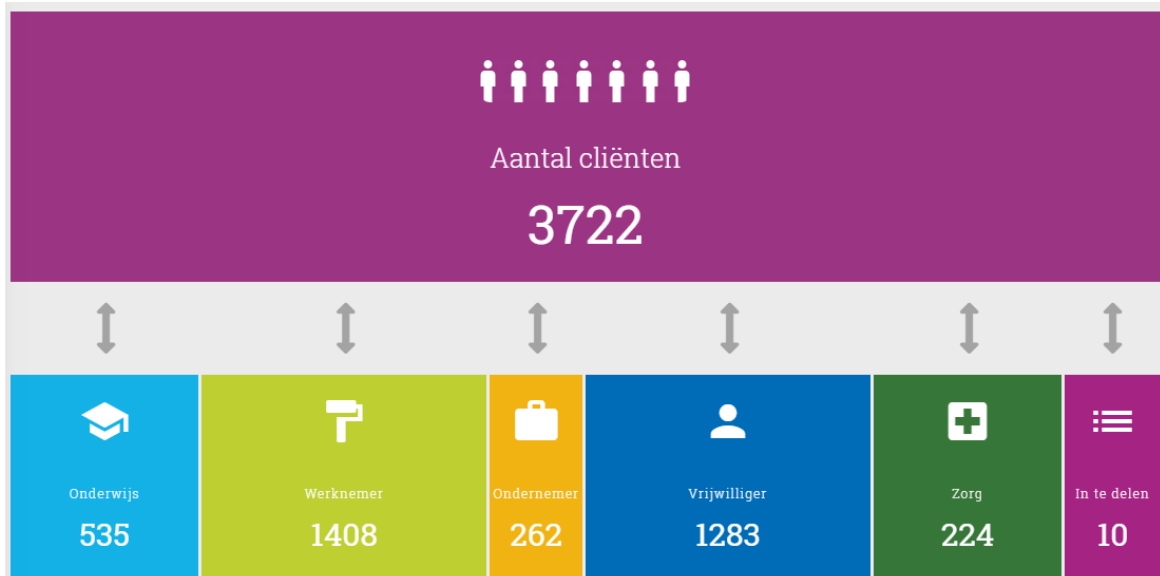 Aantal cliënten
3722
Onderwijs
535
Werknemer
1408
Ondernemer
262
Vrijwilliger
1283
Zorg
224
In te delen
10